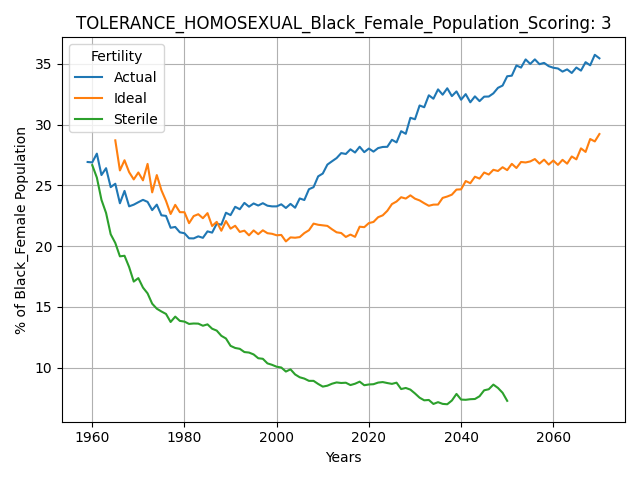 TOLERANCE_HOMOSEXUAL_Black_Female_Population_Scoring: 3
Fertility
Actual
Ideal
Sterile
% of Black_Female Population
35
30
25
20
15
10
1960
1980
2000
2020
2040
2060
Years